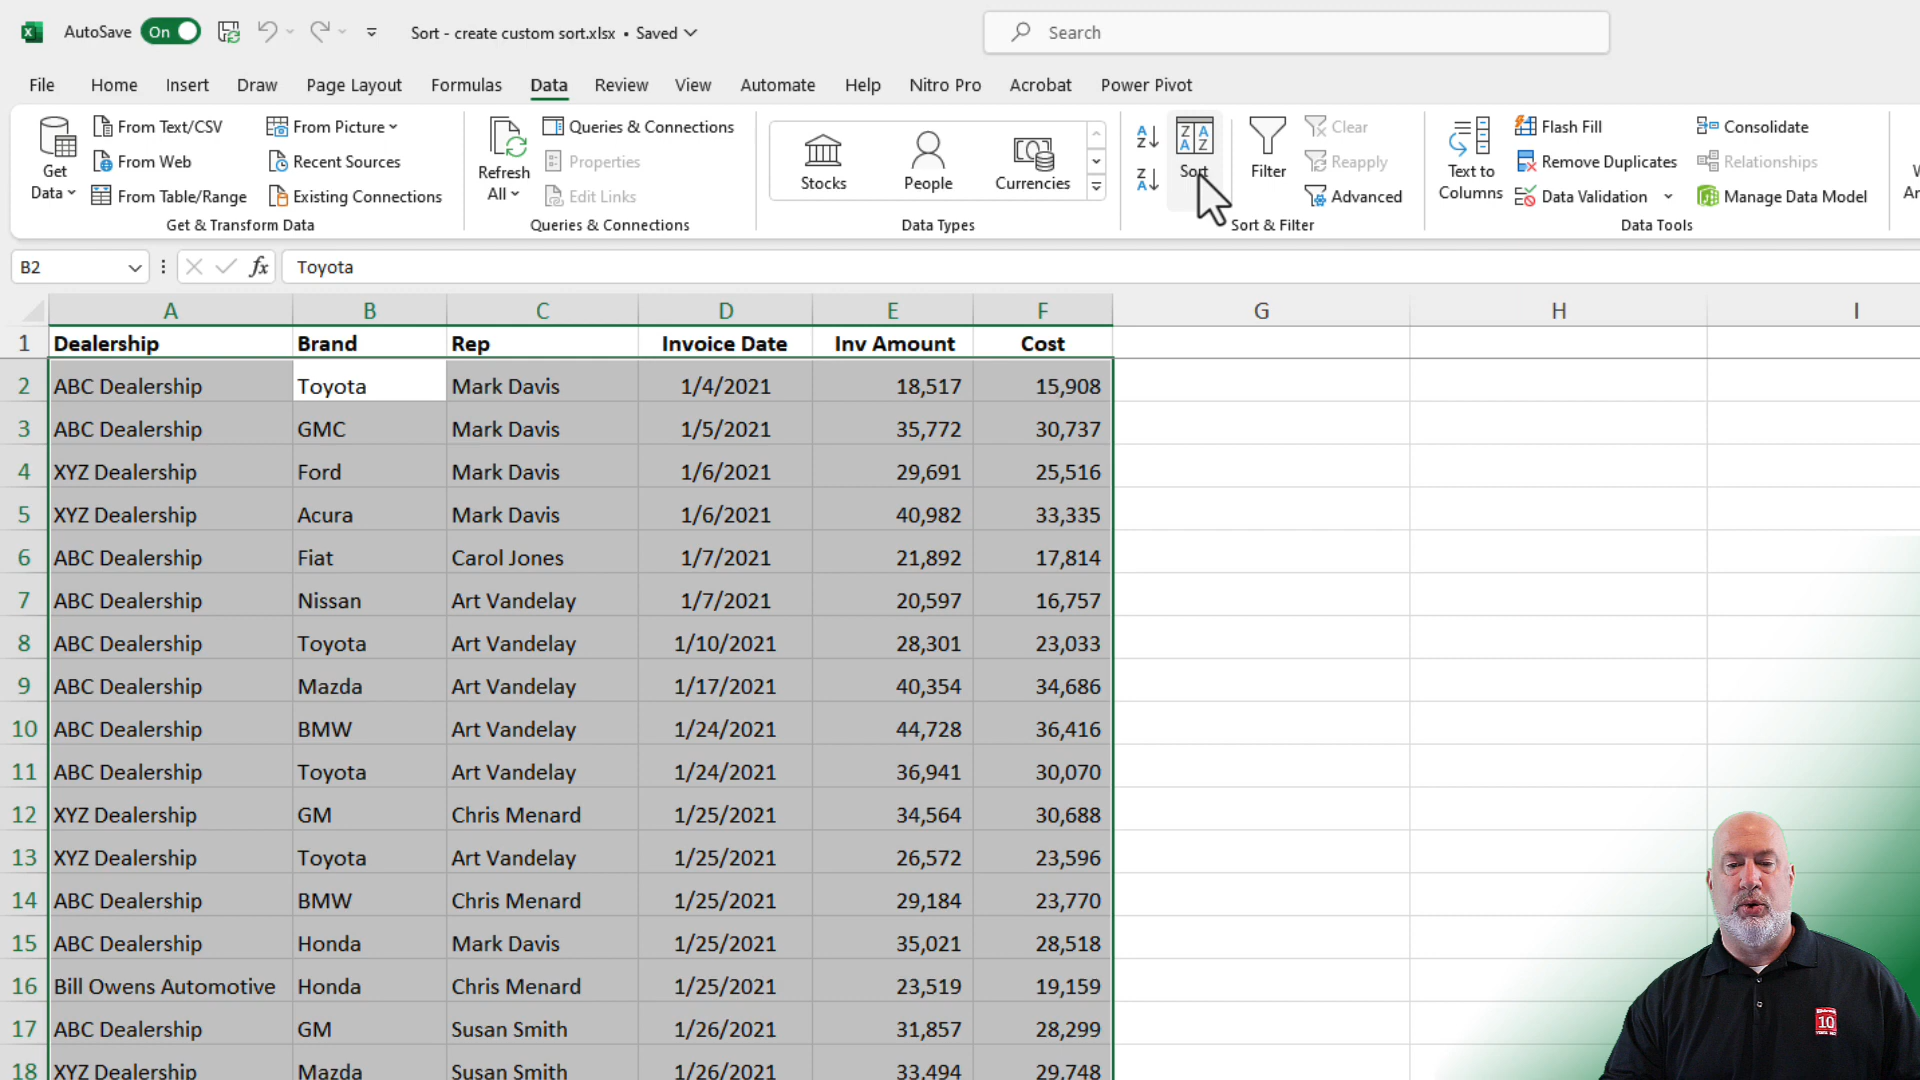 AutoSave On Sort - create custom sort.xlsx • Saved Search
File Home Insert Draw Page Layout Formulas Data Review View Automate Help Nitro Pro Acrobat Power Pivot
Get Data
From Text/CSV
From Web
From Table/Range
From Picture
Recent Sources
Existing Connections
Get & Transform Data
Refresh All
Queries & Connections
Properties
Edit Links
Queries & Connections
Stocks People Currencies
Data Types
Sort
Filter
Clear
Reapply
Advanced
Sort & Filter
Text to Columns
Flash Fill
Remove Duplicates
Data Validation
Consolidate
Relationships
Manage Data Model
Data Tools
B2 fx Toyota
A B C D E F G H I
1 Dealership Brand Rep Invoice Date Inv Amount Cost
2 ABC Dealership Toyota Mark Davis 1/4/2021 18,517 15,908
3 ABC Dealership GMC Mark Davis 1/5/2021 35,772 30,737
4 XYZ Dealership Ford Mark Davis 1/6/2021 29,691 25,516
5 XYZ Dealership Acura Mark Davis 1/6/2021 40,982 33,335
6 ABC Dealership Fiat Carol Jones 1/7/2021 21,892 17,814
7 ABC Dealership Nissan Art Vandelay 1/7/2021 20,597 16,757
8 ABC Dealership Toyota Art Vandelay 1/10/2021 28,301 23,033
9 ABC Dealership Mazda Art Vandelay 1/17/2021 40,354 34,686
10 ABC Dealership BMW Art Vandelay 1/24/2021 44,728 36,416
11 ABC Dealership Toyota Art Vandelay 1/24/2021 36,941 30,070
12 XYZ Dealership GM Chris Menard 1/25/2021 34,564 30,688
13 XYZ Dealership Toyota Art Vandelay 1/25/2021 26,572 23,596
14 ABC Dealership BMW Chris Menard 1/25/2021 29,184 23,770
15 ABC Dealership Honda Mark Davis 1/25/2021 35,021 28,518
16 Bill Owens Automotive Honda Chris Menard 1/25/2021 23,519 19,159
17 ABC Dealership GM Susan Smith 1/26/2021 31,857 28,299
18 XYZ Dealership Mazda Susan Smith 1/26/2021 33,494 29,748
10